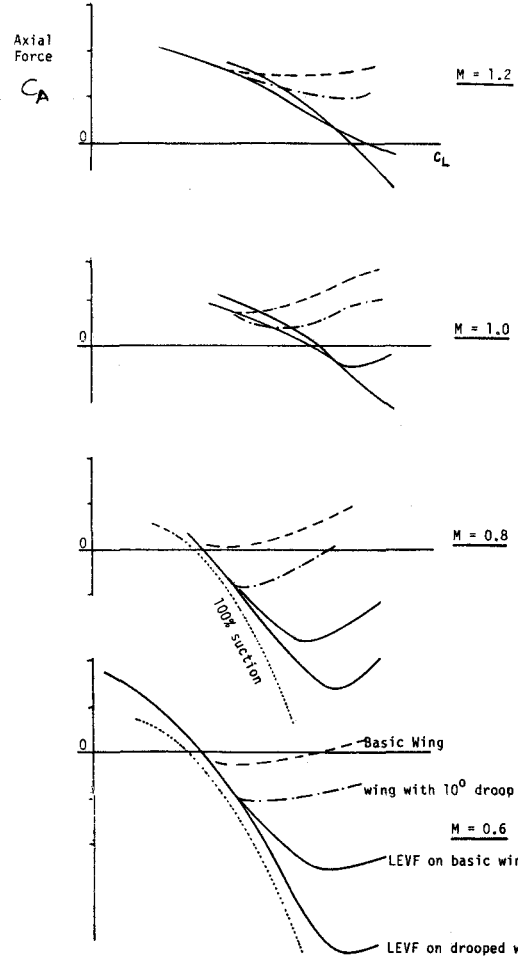 Axial
Force
C_A
0
M = 1.2
C_L
0
M = 1.0
0
M = 0.8
100% suction
0
Basic Wing
wing with 10° droop
M = 0.6
LEVF on basic win
LEVF on drooped w